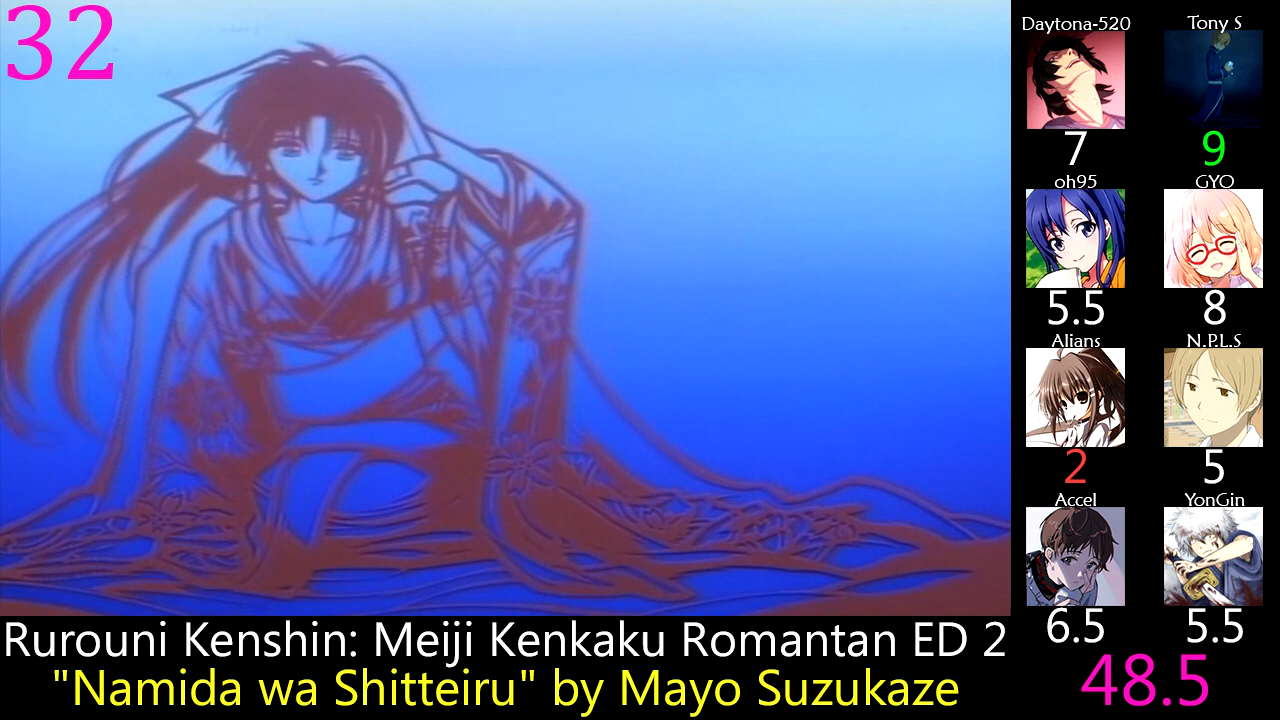 32
Daytona-520
Tony S
7
9
oh95
GYO
5.5
8
Alians
N.P.L.S
2
5
Accel
YonGin
6.5
5.5
Rurouni Kenshin: Meiji Kenkaku Romantan ED 2
"Namida wa Shitteiru" by Mayo Suzukaze
48.5